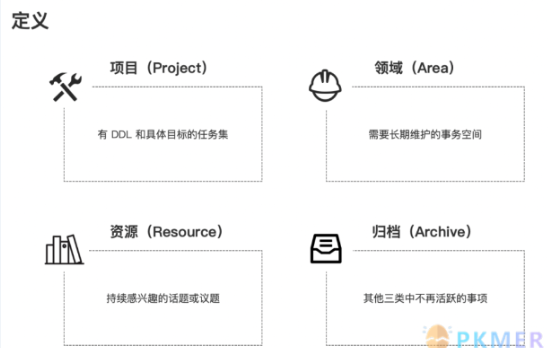 定义
项目（Project）
领域（Area）
有 DDL 和具体目标的任务集
需要长期维护的事务空间
资源（Resource）
归档（Archive）
持续感兴趣的话题或议题
其他三类中不再活跃的事项
PKMER